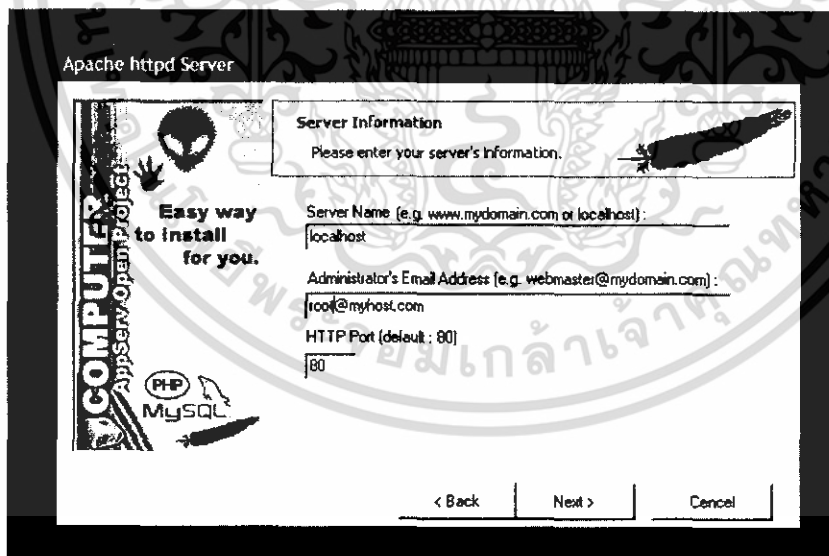 Apache httpd Server
Server Information
Please enter your server's information.
COMPUTER
AppServ Open Project
Easy way
to install
for you.
Server Name (e.g. www.mydomain.com or localhost) :
localhost
Administrator's Email Address (e.g. webmaster@mydomain.com) :
root@myhost.com
HTTP Port (default : 80)
80
PHP
MySQL
< Back
Next >
Cancel